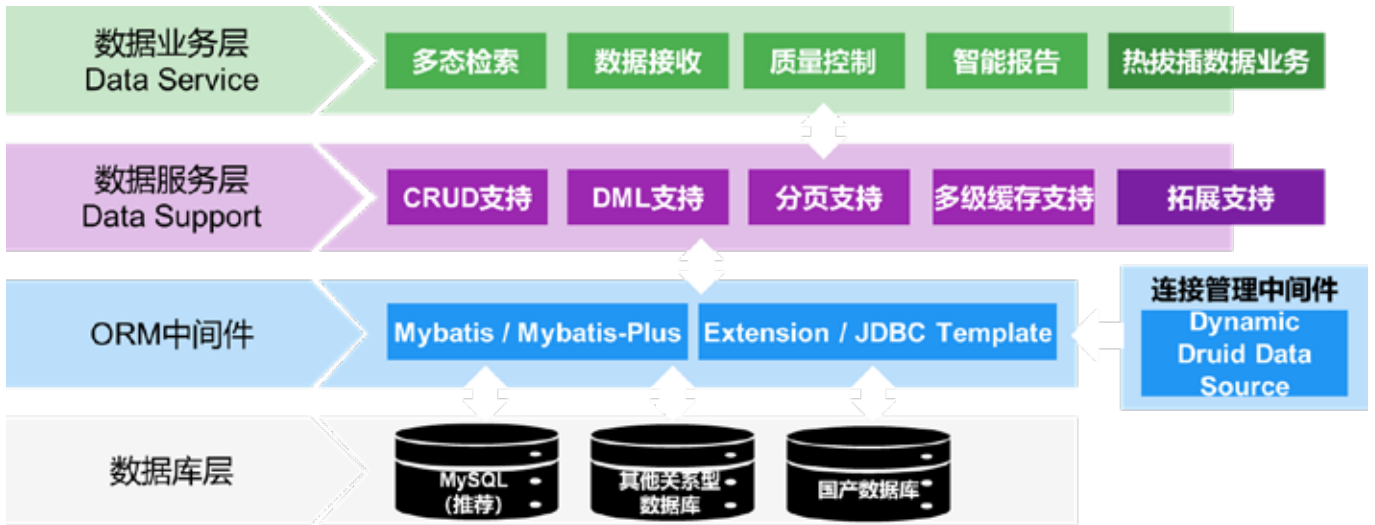 数据业务层
Data Service
多态检索
数据接收
质量控制
智能报告
热拔插数据业务
数据服务层
Data Support
CRUD支持
DML支持
分页支持
多级缓存支持
拓展支持
ORM中间件
Mybatis / Mybatis-Plus
Extension / JDBC Template
连接管理中间件
Dynamic
Druid Data
Source
数据库层
MySQL
（推荐）
其他关系型
数据库
国产数据库